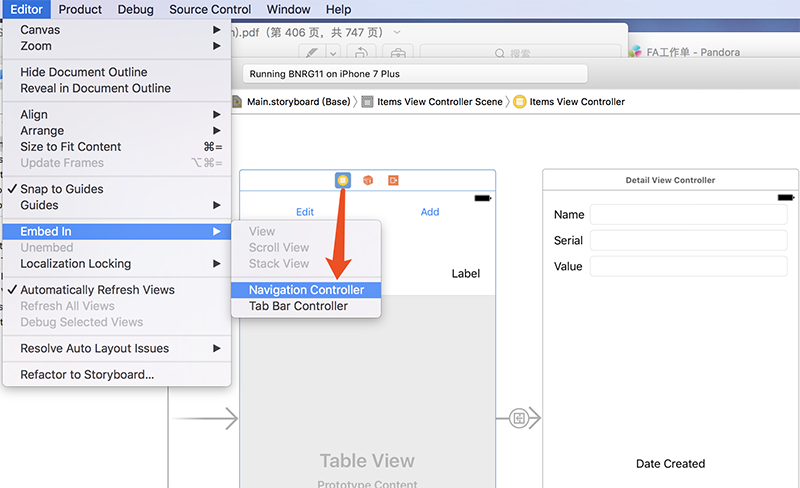 Editor Product Debug Source Control Window Help
Canvas
Zoom
Hide Document Outline
Reveal in Document Outline
Align
Arrange
Size to Fit Content ⌘=
Update Frames ⌥⌘=
✓ Snap to Guides
Guides
Embed In
Unembed
Localization Locking
✓ Automatically Refresh Views
Refresh All Views
Debug Selected Views
Resolve Auto Layout Issues
Refactor to Storyboard...
View
Scroll View
Stack View
Navigation Controller
Tab Bar Controller
).pdf（第 406 页，共 747 页）
搜索
FA工作单 - Pandora
Running BNRG11 on iPhone 7 Plus
Main.storyboard (Base) Items View Controller Scene Items View Controller
Edit Add
Label
Table View
Prototype Content
Detail View Controller
Name
Serial
Value
Date Created